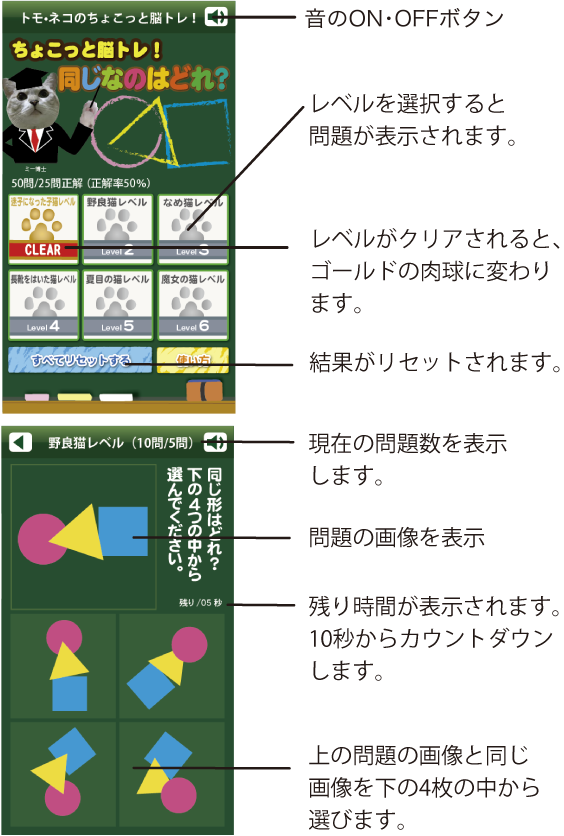 トモ・ネコのちょこっと脳トレ！
音のON・OFFボタン
ちょこっと脳トレ！
同じなのはどれ？
ミー博士
レベルを選択すると
問題が表示されます。
50問/25問正解（正解率50%）
迷子になった子猫レベル
CLEAR
野良猫レベル
Level 2
なめ猫レベル
Level 3
レベルがクリアされると、
ゴールドの肉球に変わり
ます。
長靴をはいた猫レベル
Level 4
夏目の猫レベル
Level 5
魔女の猫レベル
Level 6
すべてリセットする
使い方
結果がリセットされます。
野良猫レベル（10問/5問）
現在の問題数を表示
します。
同じ形はどれ？
下の４つの中から
選んでください。
問題の画像を表示
残り/05 秒
残り時間が表示されます。
10秒からカウントダウン
します。
上の問題の画像と同じ
画像を下の4枚の中から
選びます。